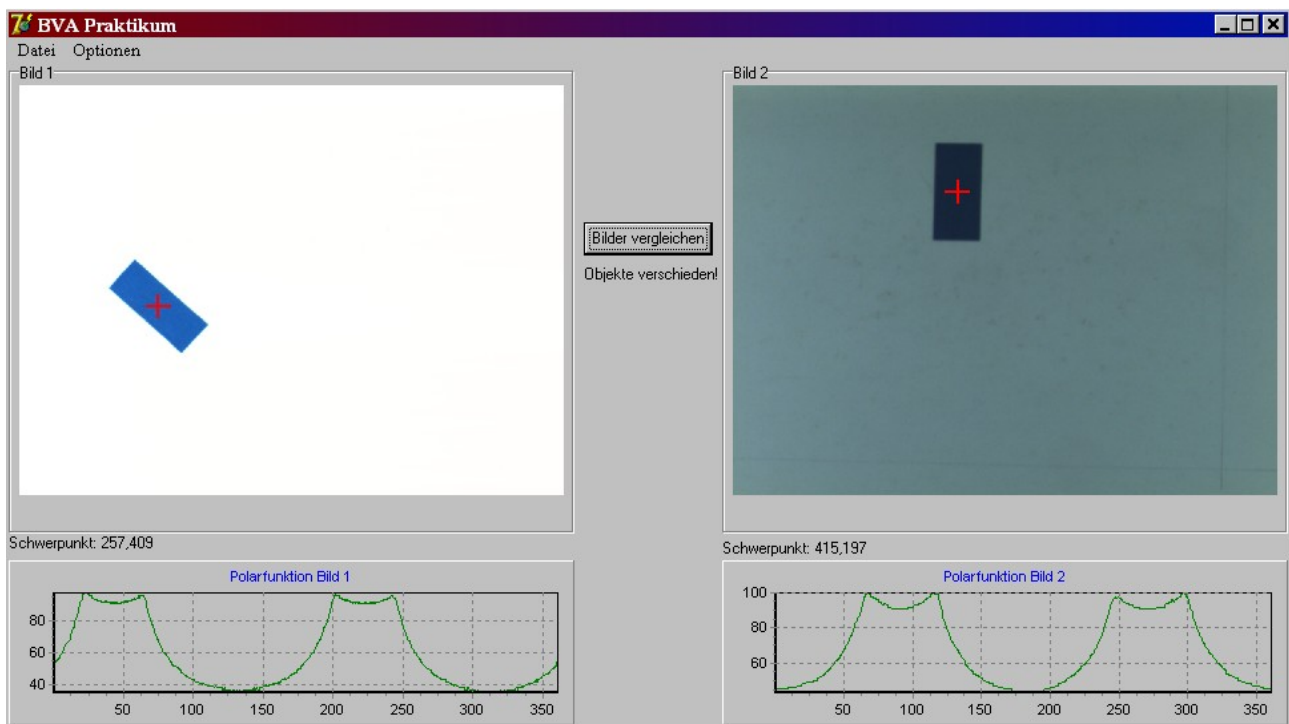 BVA Praktikum
Datei Optionen
Bild 1
Bild 2
Bilder vergleichen
Objekte verschieden!
Schwerpunkt: 257,409
Schwerpunkt: 415,197
Polarfunktion Bild 1
80
60
40
50 100 150 200 250 300 350
Polarfunktion Bild 2
100
80
60
50 100 150 200 250 300 350